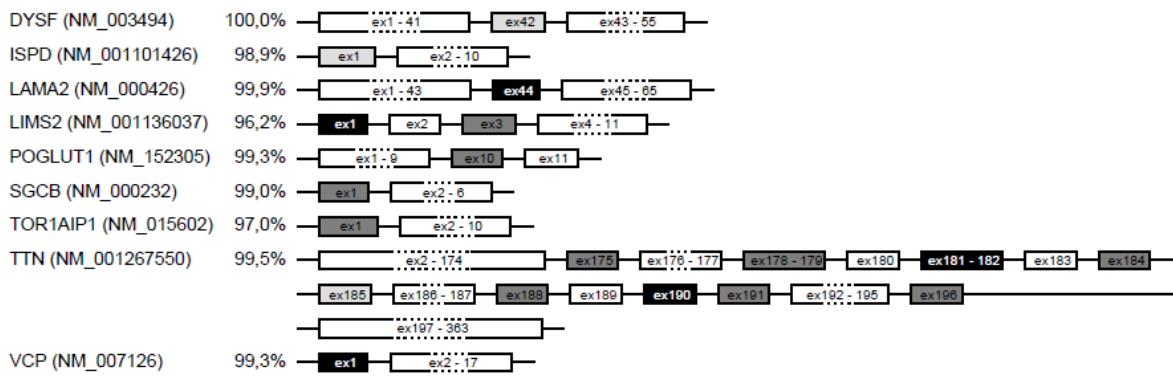 DYSF (NM_003494) 100,0% ex1 - 41 ex42 ex43 - 55
ISPD (NM_001101426) 98,9% ex1 ex2 - 10
LAMA2 (NM_000426) 99,9% ex1 - 43 ex44 ex45 - 65
LIMS2 (NM_001136037) 96,2% ex1 ex2 ex3 ex4 - 11
POGLUT1 (NM_152305) 99,3% ex1 - 9 ex10 ex11
SGCB (NM_000232) 99,0% ex1 ex2 - 6
TOR1AIP1 (NM_015602) 97,0% ex1 ex2 - 10
TTN (NM_001267550) 99,5% ex2 - 174 ex175 ex176 - 177 ex178 - 179 ex180 ex181 - 182 ex183 ex184
ex185 ex186 - 187 ex188 ex189 ex190 ex191 ex192 - 195 ex196
ex197 - 363
VCP (NM_007126) 99,3% ex1 ex2 - 17